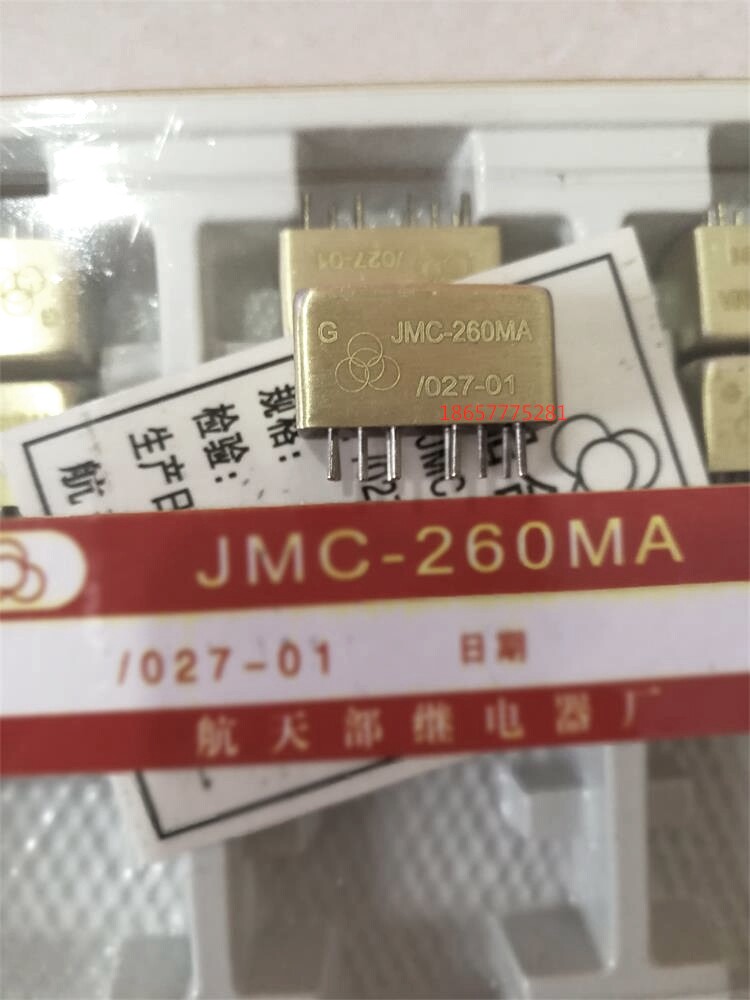 /027-01
G JMC-260MA
/027-01
18657775281
规格: JMC
检验:
生产日
航
JMC-260MA
/027-01 日期
航天部继电器厂